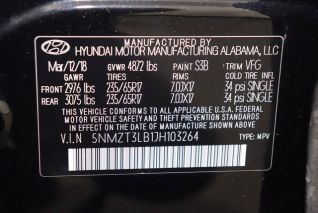 MANUFACTURED BY
HYUNDAI MOTOR MANUFACTURING ALABAMA, LLC
Mar/12/18 GVWR 4872 lbs PAINT S3B TRIM VFG
GAWR TIRES RIMS COLD TIRE INFLATION
FRONT 2976 lbs 235/65R17 7.0JX17 34 psi SINGLE
REAR 3075 lbs 235/65R17 7.0JX17 34 psi SINGLE
THIS VEHICLE CONFORMS TO ALL APPLICABLE U.S.A FEDERAL
MOTOR VEHICLE SAFETY AND THEFT PREVENTION STANDARDS
IN EFFECT ON THE DATE OF MANUFACTURE SHOWN ABOVE.
V.I.N 5NMZT3LB1JH103264 TYPE: MPV